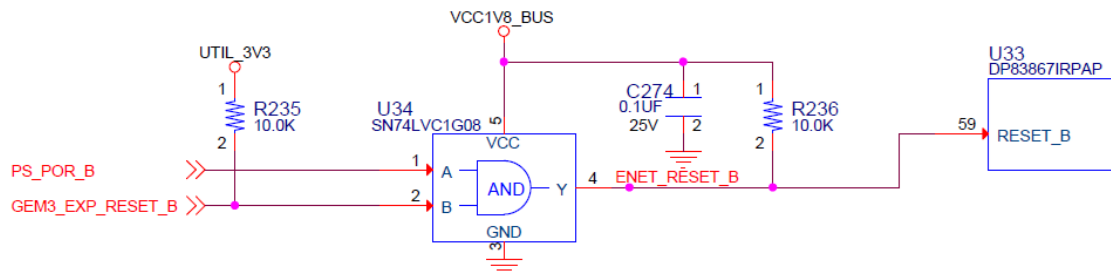 VCC1V8_BUS
UTIL_3V3
U33
DP83867IRPAP
1
R235
10.0K
2
U34
SN74LVC1G08
5
VCC
C274
0.1UF
25V
1
2
1
R236
10.0K
2
59
RESET_B
PS_POR_B
1
A
AND
Y
4
ENET_RESET_B
GEM3_EXP_RESET_B
2
B
GND
3